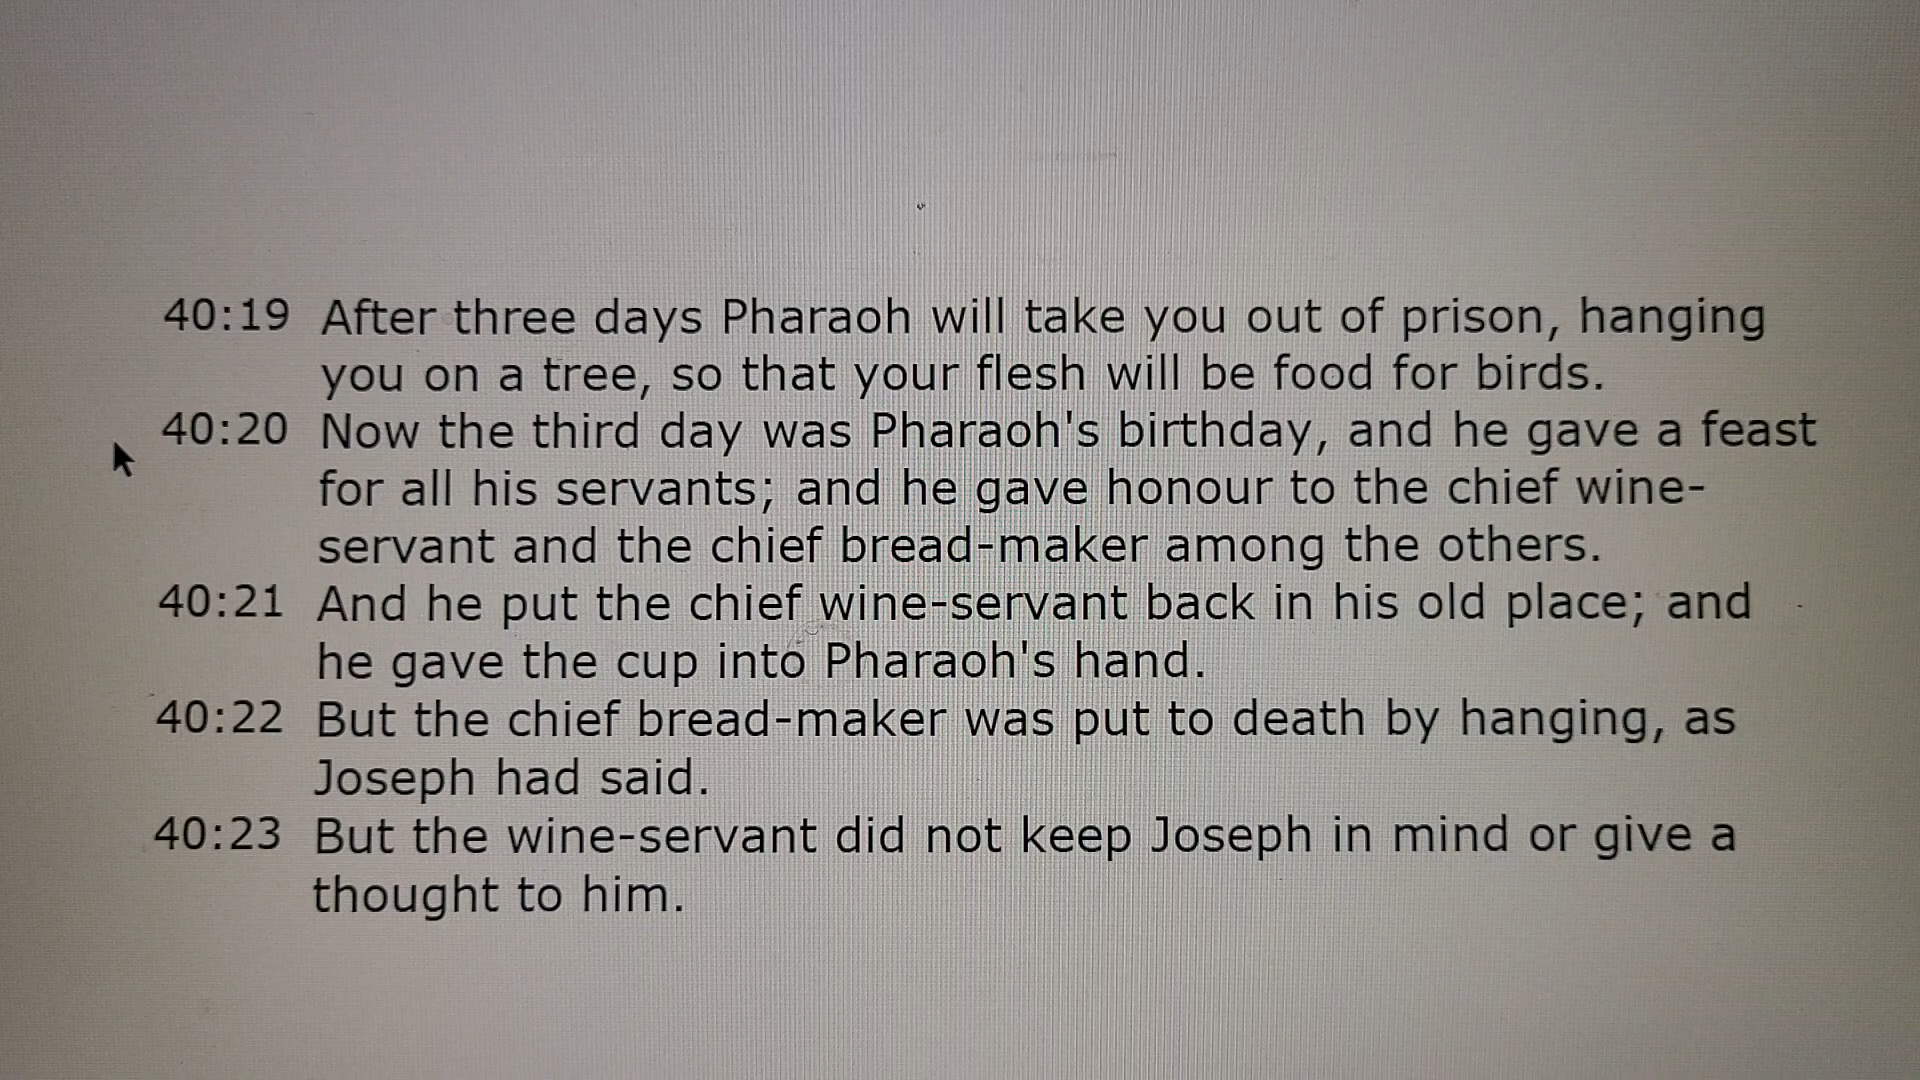 40:19 After three days Pharaoh will take you out of prison, hanging
you on a tree, so that your flesh will be food for birds.
40:20 Now the third day was Pharaoh's birthday, and he gave a feast
for all his servants; and he gave honour to the chief wine-
servant and the chief bread-maker among the others.
40:21 And he put the chief wine-servant back in his old place; and
he gave the cup into Pharaoh's hand.
40:22 But the chief bread-maker was put to death by hanging, as
Joseph had said.
40:23 But the wine-servant did not keep Joseph in mind or give a
thought to him.